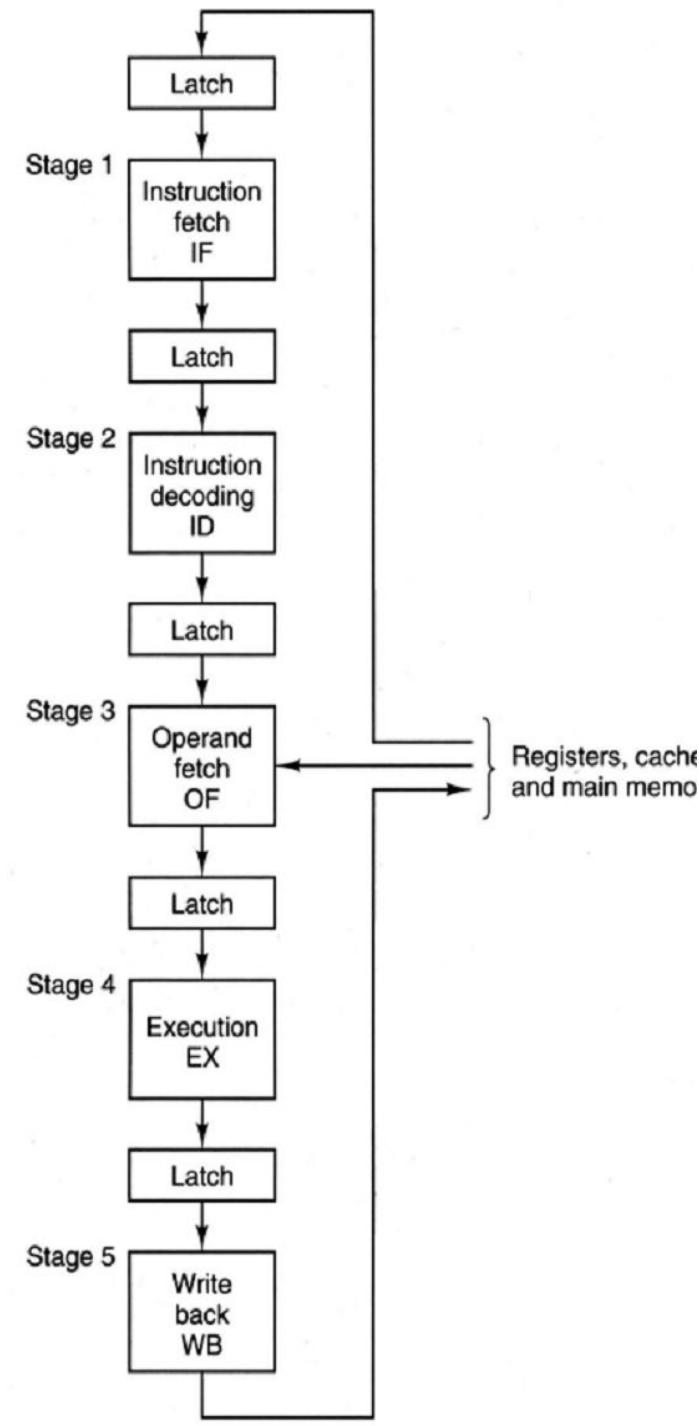 Latch
Stage 1
Instruction
fetch
IF
Latch
Stage 2
Instruction
decoding
ID
Latch
Stage 3
Operand
fetch
OF
Registers, cache
and main memo
Latch
Stage 4
Execution
EX
Latch
Stage 5
Write
back
WB